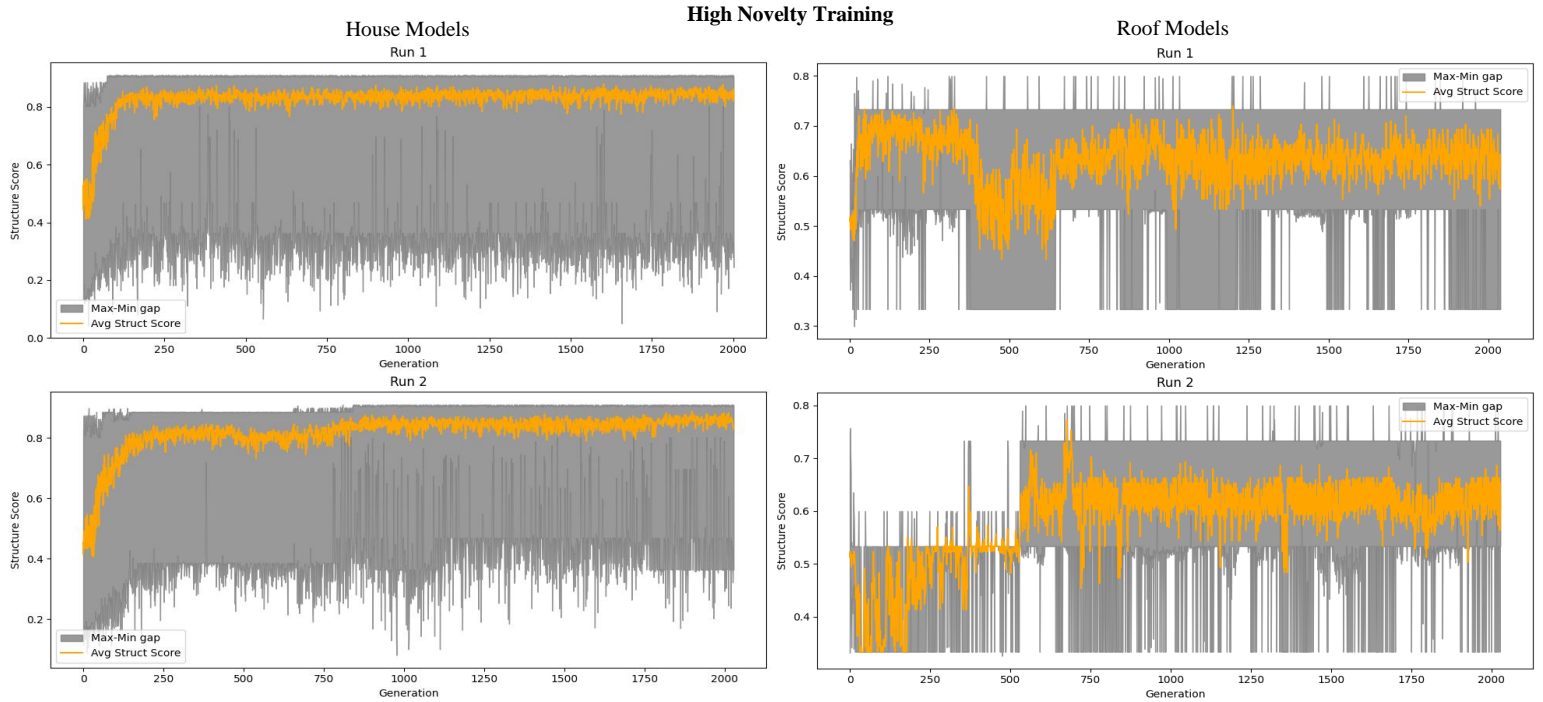 High Novelty Training
House Models
Roof Models
Run 1
Structure Score
0.8
0.6
0.4
0.2
0.0
Max-Min gap
Avg Struct Score
0 250 500 750 1000 1250 1500 1750 2000
Generation
Run 1
Structure Score
0.8
0.7
0.6
0.5
0.4
0.3
Max-Min gap
Avg Struct Score
0 250 500 750 1000 1250 1500 1750 2000
Generation
Run 2
Structure Score
0.8
0.6
0.4
0.2
Max-Min gap
Avg Struct Score
0 250 500 750 1000 1250 1500 1750 2000
Generation
Run 2
Structure Score
0.8
0.7
0.6
0.5
0.4
Max-Min gap
Avg Struct Score
0 250 500 750 1000 1250 1500 1750 2000
Generation